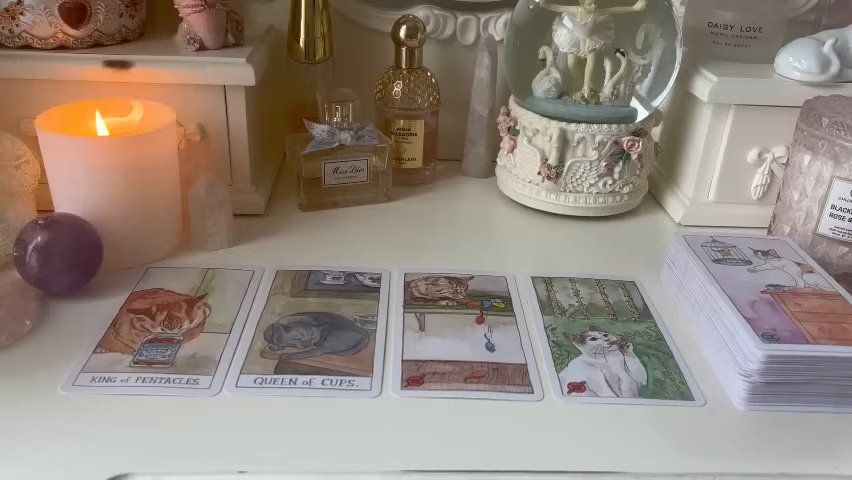 DAISY LOVE
MARC JACOBS
AQUA
ALLEGORIA
GUERLAIN
Miss Dior
BLACK
ROSE &
KING of PENTACLES.
QUEEN of CUPS.